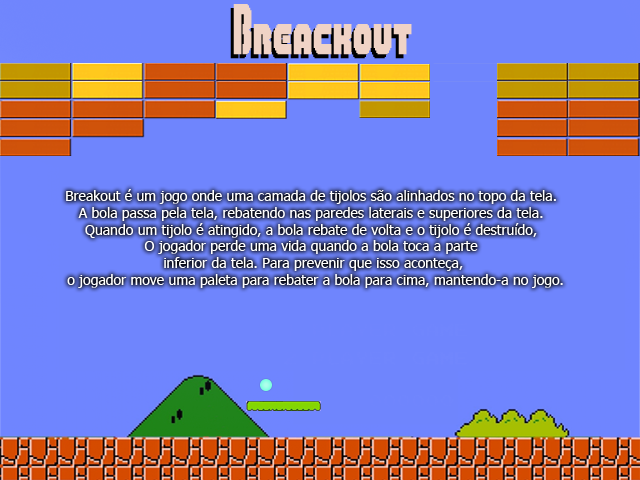 Breackout
Breakout é um jogo onde uma camada de tijolos são alinhados no topo da tela.
A bola passa pela tela, rebatendo nas paredes laterais e superiores da tela.
Quando um tijolo é atingido, a bola rebate de volta e o tijolo é destruído,
O jogador perde uma vida quando a bola toca a parte
inferior da tela. Para prevenir que isso aconteça,
o jogador move uma paleta para rebater a bola para cima, mantendo-a no jogo.